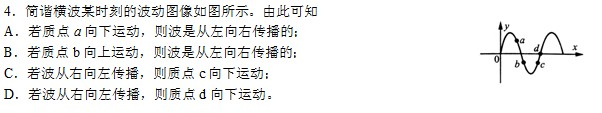 4．简谐横波某时刻的波动图像如图所示。由此可知
A．若质点 a 向下运动，则波是从左向右传播的；
B．若质点 b 向上运动，则波是从左向右传播的；
C．若波从右向左传播，则质点 c 向下运动；
D．若波从右向左传播，则质点 d 向下运动。
y
a
d
x
0
b
c